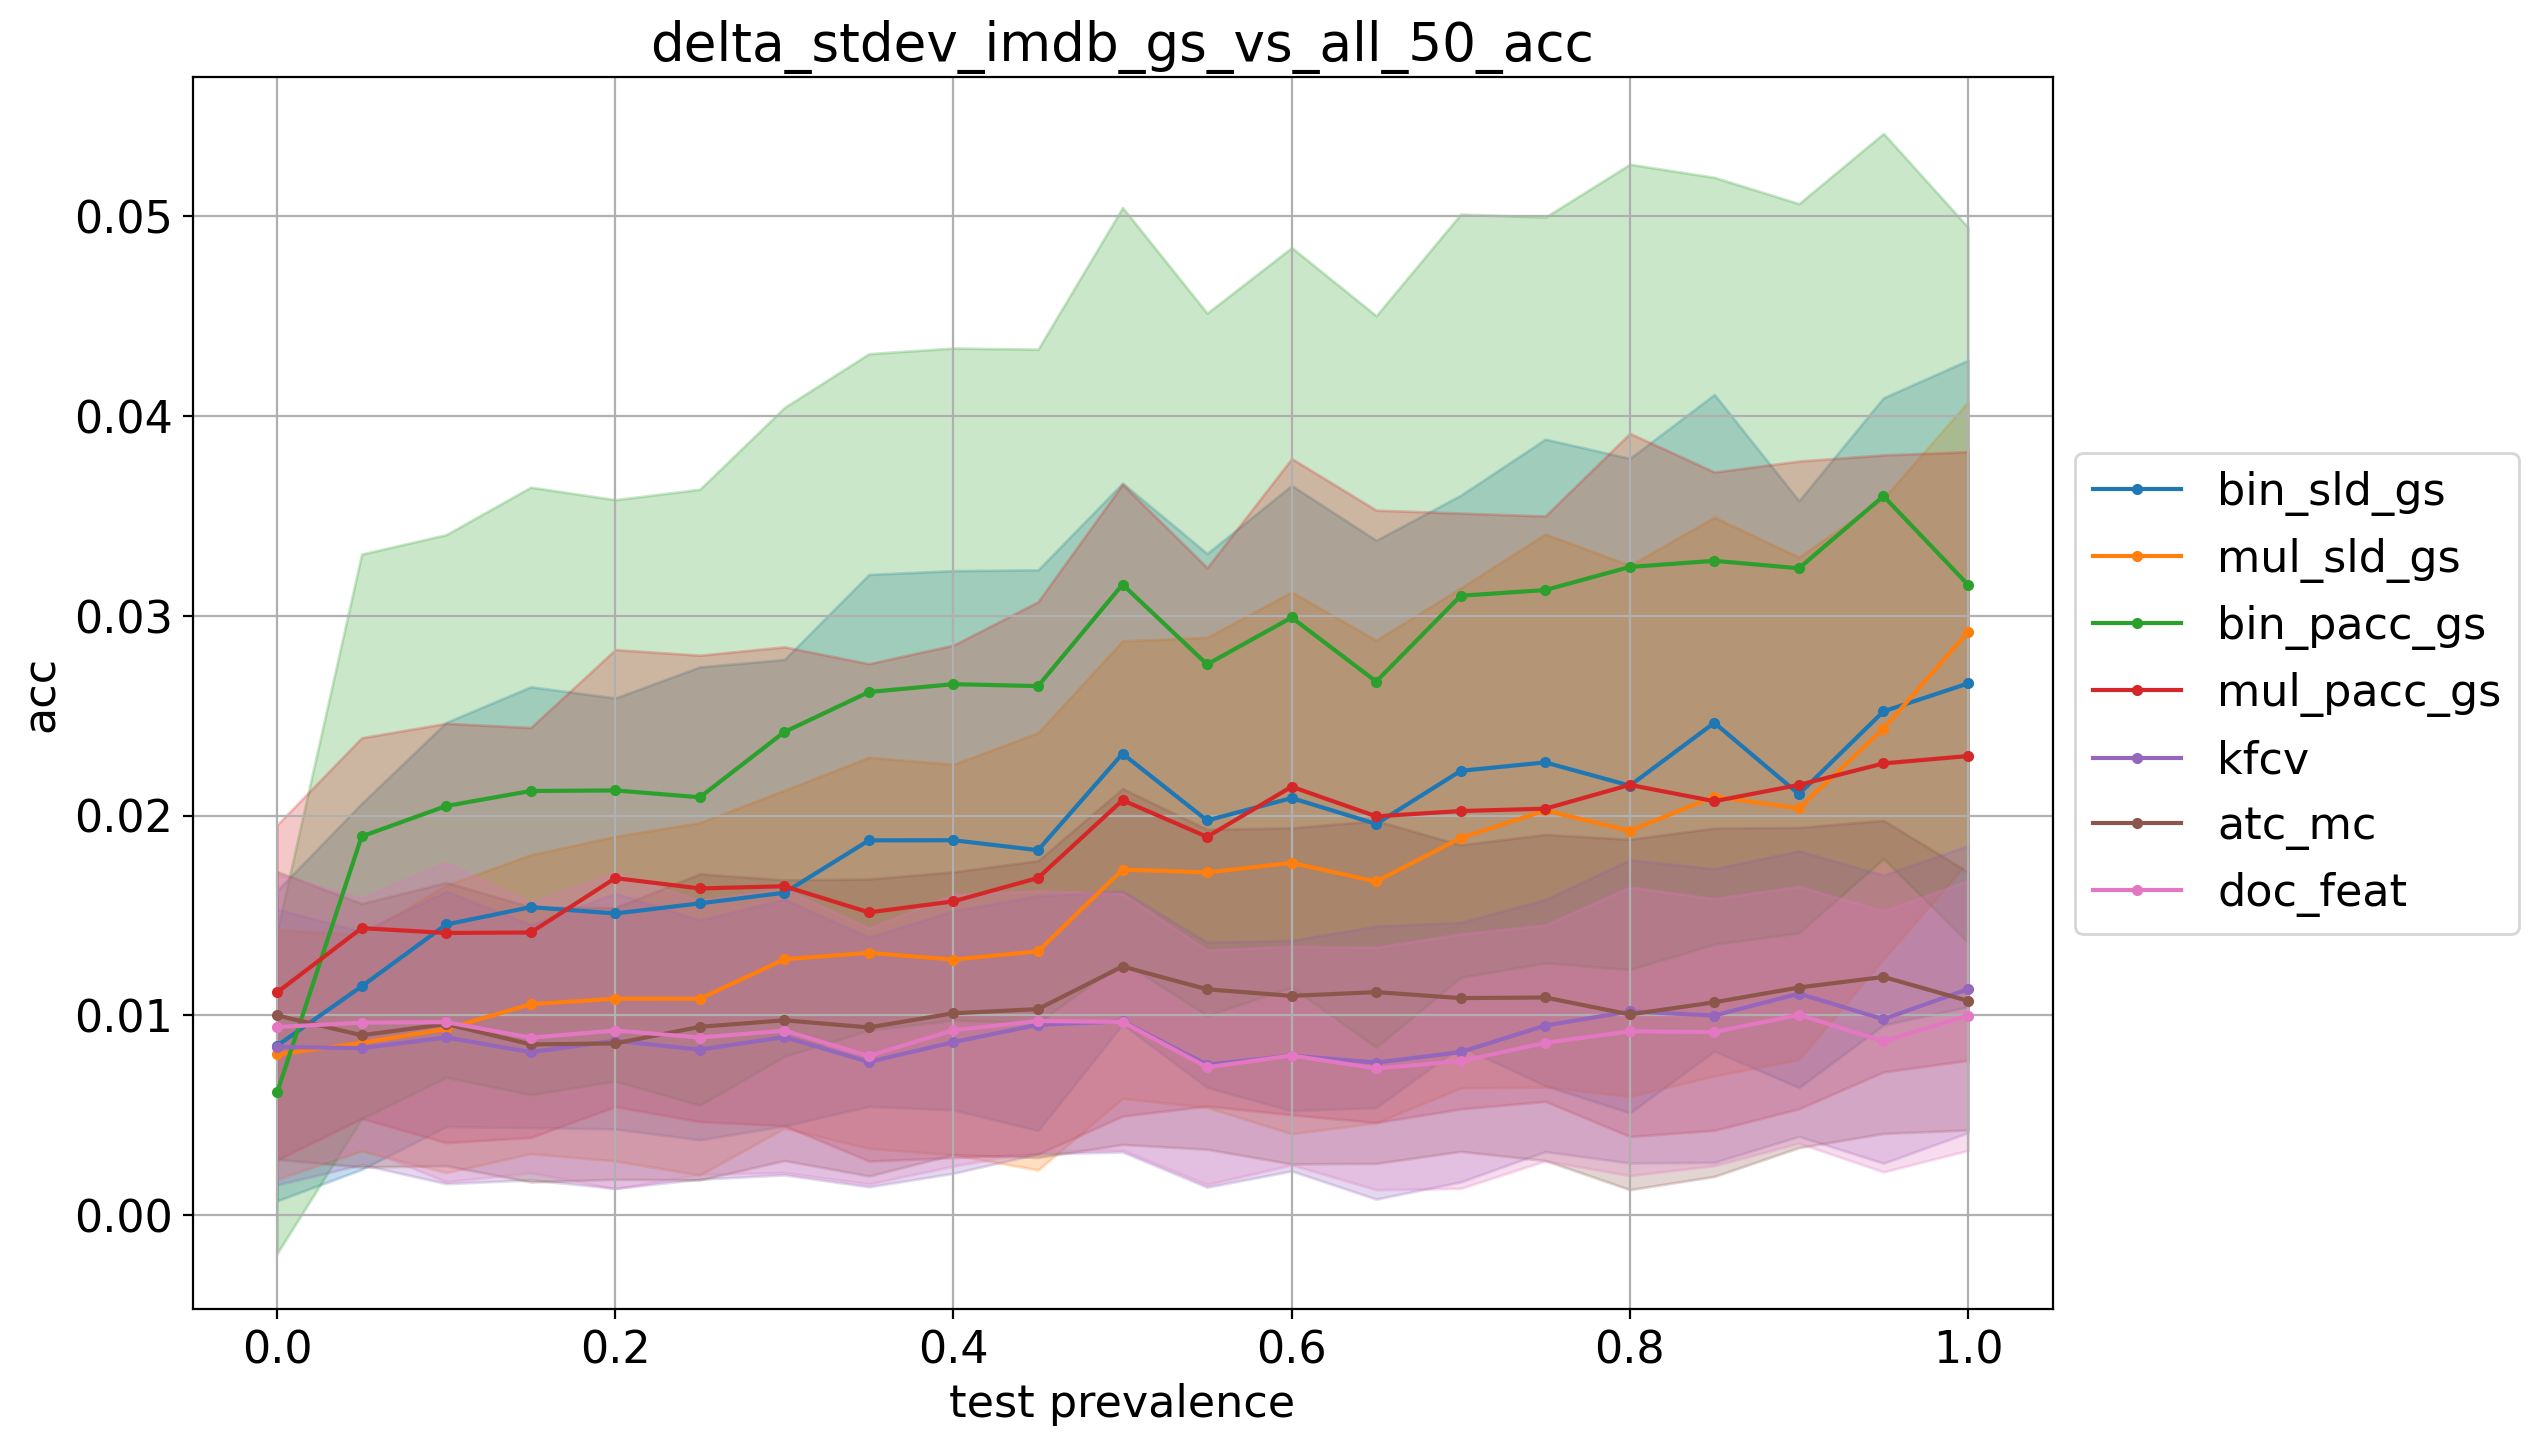 delta_stdev_imdb_gs_vs_all_50_acc
acc
0.05
0.04
0.03
0.02
0.01
0.00
0.0 0.2 0.4 0.6 0.8 1.0
test prevalence
bin_sld_gs
mul_sld_gs
bin_pacc_gs
mul_pacc_gs
kfcv
atc_mc
doc_feat